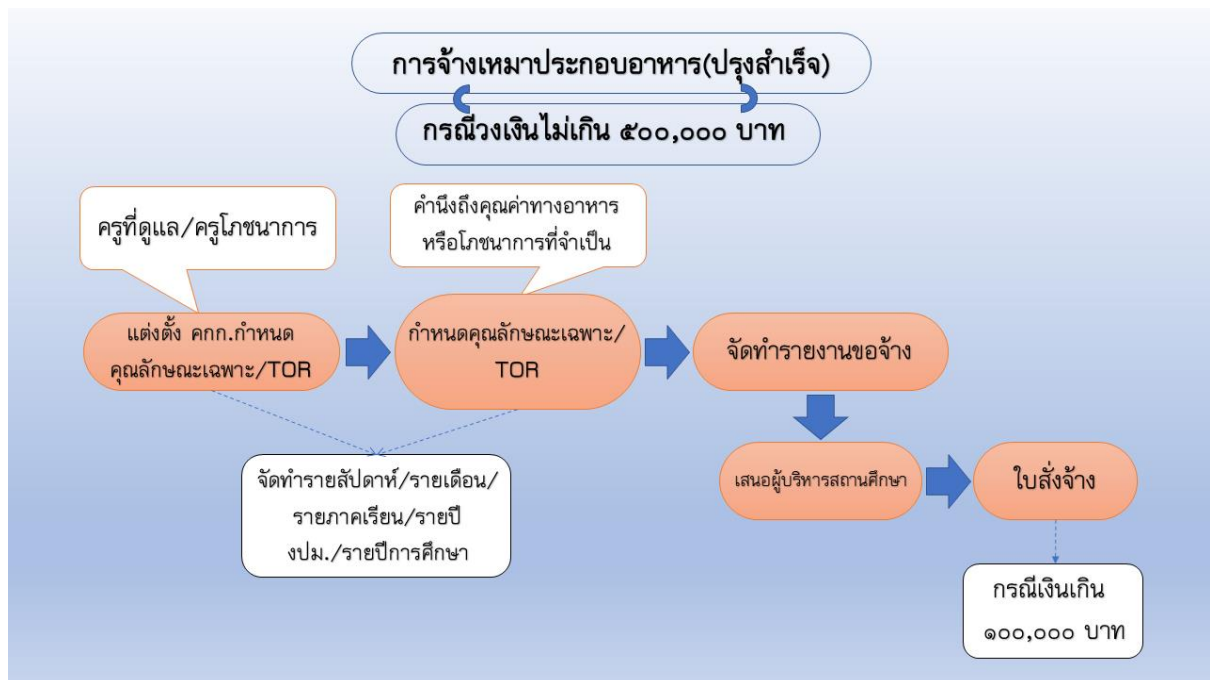 การจ้างเหมาประกอบอาหาร(ปรุงสำเร็จ)
กรณีวงเงินไม่เกิน ๕๐๐,๐๐๐ บาท
ครูที่ดูแล/ครูโภชนาการ
คำนึงถึงคุณค่าทางอาหาร
หรือโภชนาการที่จำเป็น
แต่งตั้ง คกก.กำหนด
คุณลักษณะเฉพาะ/TOR
กำหนดคุณลักษณะเฉพาะ/
TOR
จัดทำรายงานขอจ้าง
จัดทำรายสัปดาห์/รายเดือน/
รายภาคเรียน/รายปี
งปม./รายปีการศึกษา
เสนอผู้บริหารสถานศึกษา
ใบสั่งจ้าง
กรณีเงินเกิน
๑๐๐,๐๐๐ บาท